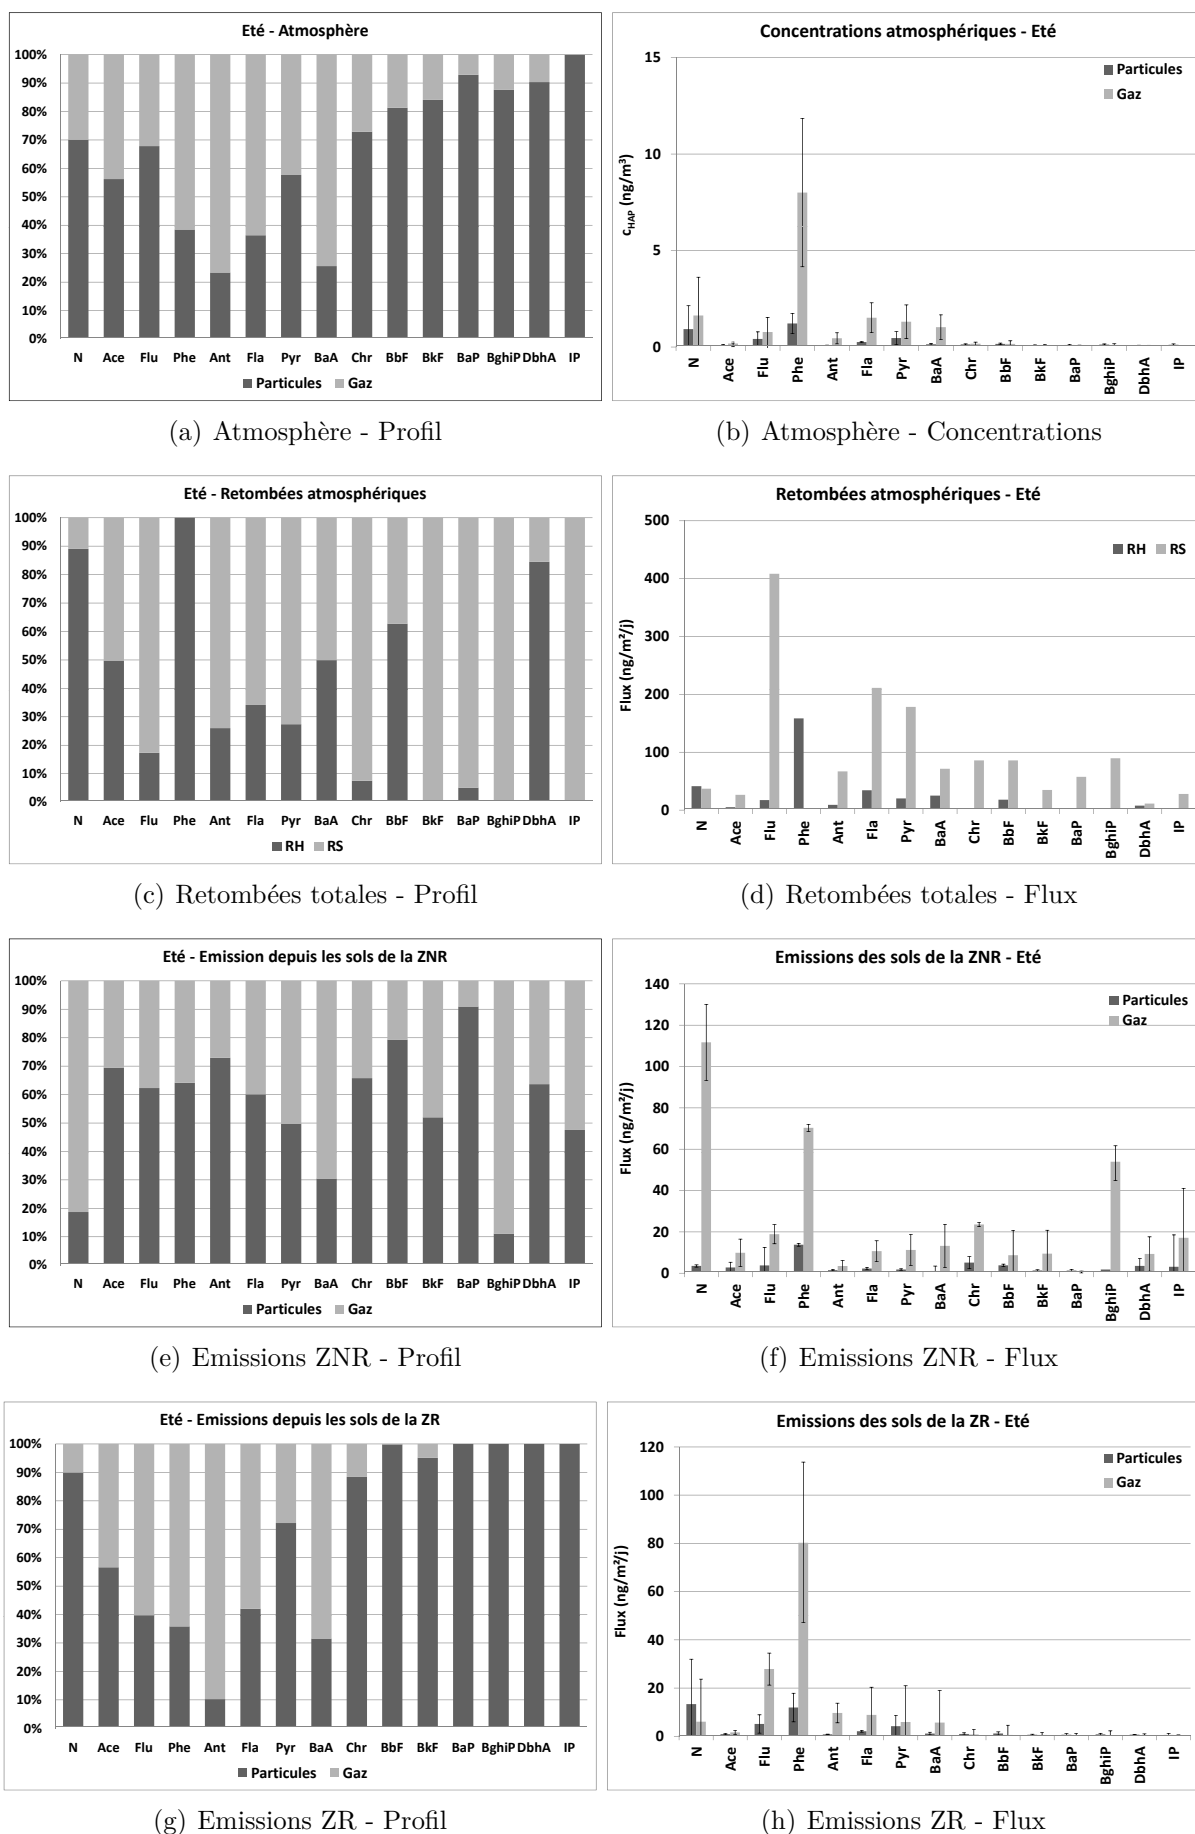 Eté - Atmosphère
100%
90%
80%
70%
60%
50%
40%
30%
20%
10%
0%
N Ace Flu Phe Ant Fla Pyr BaA Chr BbF BkF BaP BghiP DbhA IP
Particules Gaz
(a) Atmosphère - Profil
Concentrations atmosphériques - Eté
15
10
5
0
c_HAP (ng/m³)
Particules
Gaz
N Ace Flu Phe Ant Fla Pyr BaA Chr BbF BkF BaP BghiP DbhA IP
(b) Atmosphère - Concentrations
Eté - Retombées atmosphériques
100%
90%
80%
70%
60%
50%
40%
30%
20%
10%
0%
N Ace Flu Phe Ant Fla Pyr BaA Chr BbF BkF BaP BghiP DbhA IP
RH RS
(c) Retombées totales - Profil
Retombées atmosphériques - Eté
500
400
300
200
100
0
Flux (ng/m²/j)
RH RS
N Ace Flu Phe Ant Fla Pyr BaA Chr BbF BkF BaP BghiP DbhA IP
(d) Retombées totales - Flux
Eté - Emission depuis les sols de la ZNR
100%
90%
80%
70%
60%
50%
40%
30%
20%
10%
0%
N Ace Flu Phe Ant Fla Pyr BaA Chr BbF BkF BaP BghiP DbhA IP
Particules Gaz
(e) Emissions ZNR - Profil
Emissions des sols de la ZNR - Eté
140
120
100
80
60
40
20
0
Flux (ng/m²/j)
Particules
Gaz
N Ace Flu Phe Ant Fla Pyr BaA Chr BbF BkF BaP BghiP DbhA IP
(f) Emissions ZNR - Flux
Eté - Emissions depuis les sols de la ZR
100%
90%
80%
70%
60%
50%
40%
30%
20%
10%
0%
N Ace Flu Phe Ant Fla Pyr BaA Chr BbF BkF BaP BghiP DbhA IP
Particules Gaz
(g) Emissions ZR - Profil
Emissions des sols de la ZR - Eté
120
100
80
60
40
20
0
Flux (ng/m²/j)
Particules
Gaz
N Ace Flu Phe Ant Fla Pyr BaA Chr BbF BkF BaP BghiP DbhA IP
(h) Emissions ZR - Flux